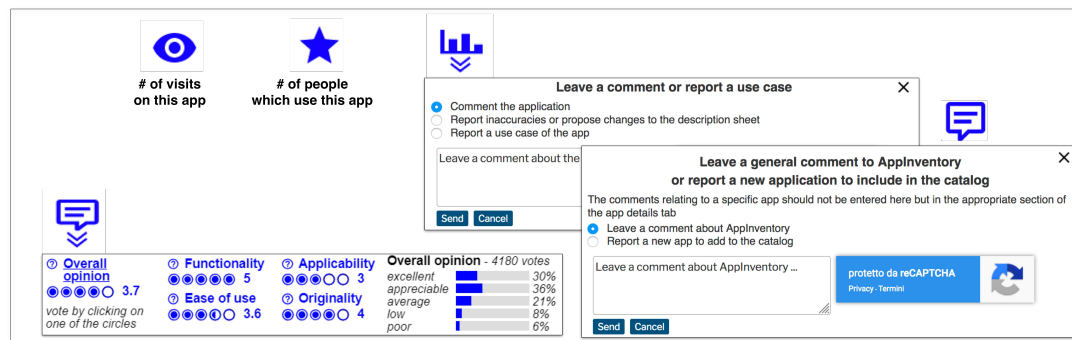 # of visits
on this app
# of people
which use this app
Leave a comment or report a use case
Comment the application
Report inaccuracies or propose changes to the description sheet
Report a use case of the app
Leave a comment about the
Send Cancel
Leave a general comment to AppInventory
or report a new application to include in the catalog
The comments relating to a specific app should not be entered here but in the appropriate section of
the app details tab
Leave a comment about AppInventory
Report a new app to add to the catalog
Leave a comment about AppInventory ...
protetto da reCAPTCHA
Privacy - Termini
Send Cancel
Overall
opinion
3.7
vote by clicking on
one of the circles
Functionality
5
Ease of use
3.6
Applicability
3
Originality
4
Overall opinion - 4180 votes
excellent 30%
appreciable 36%
average 21%
low 8%
poor 6%